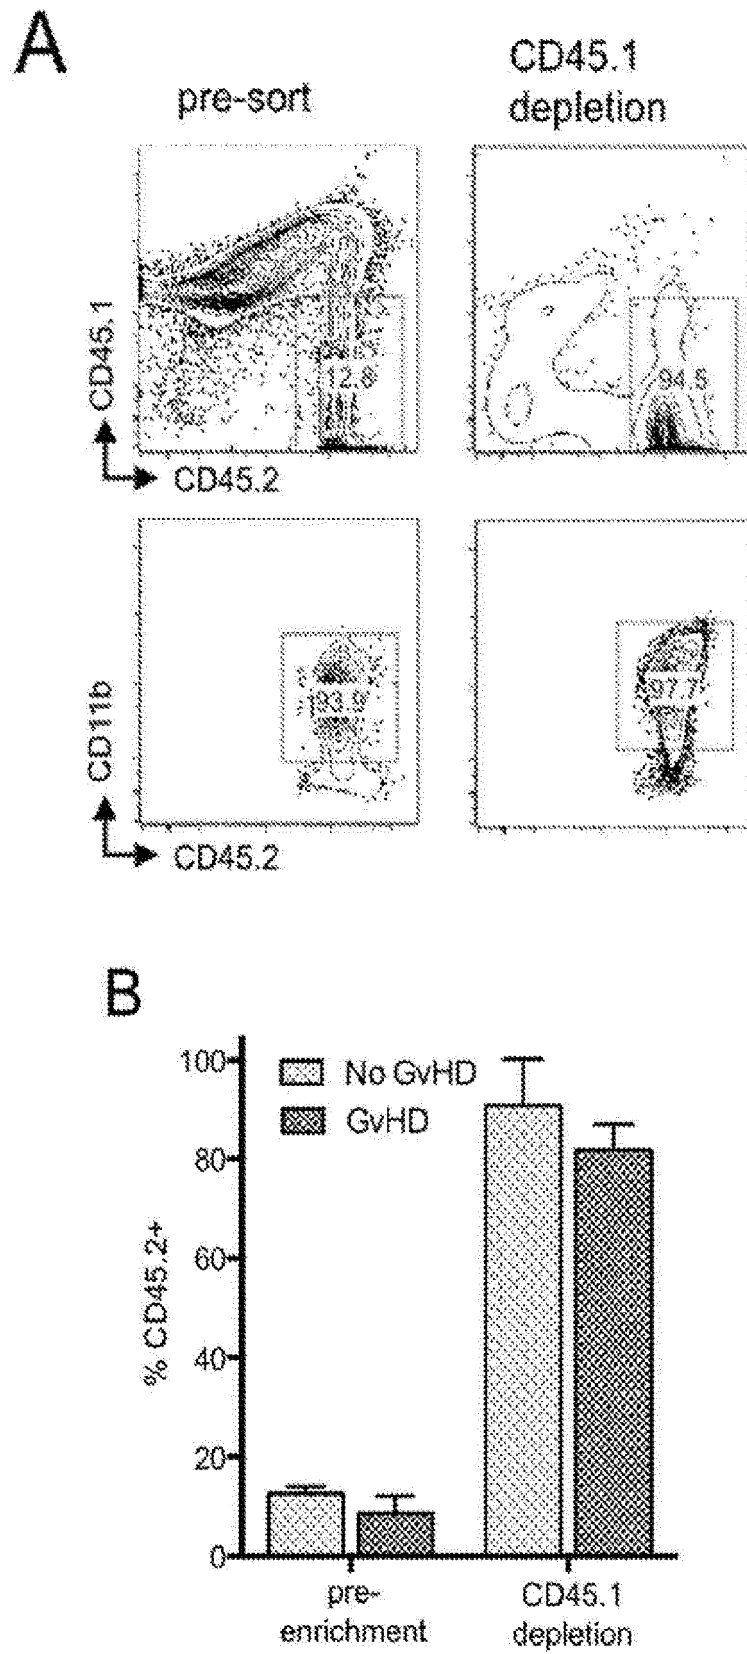 A
pre-sort
CD45.1
depletion
CD45.1
12.8
94.5
CD45.2
CD11b
93.9
97.7
CD45.2
B
100
No GvHD
GvHD
80
60
40
20
0
% CD45.2+
pre-
enrichment
CD45.1
depletion